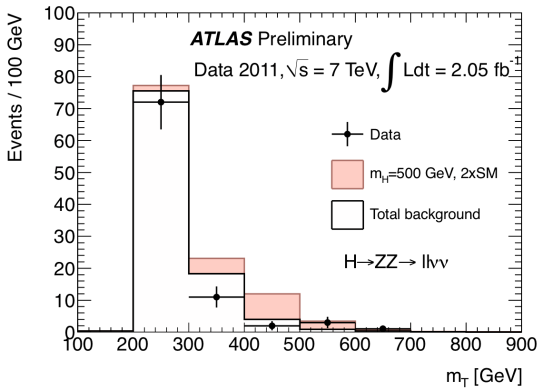 ATLAS Preliminary
Data 2011, √s = 7 TeV, ∫ Ldt = 2.05 fb⁻¹
Events / 100 GeV
100
90
80
70
60
50
40
30
20
10
0
Data
m_H=500 GeV, 2xSM
Total background
H→ZZ→ llνν
100 200 300 400 500 600 700 800 900
m_T [GeV]